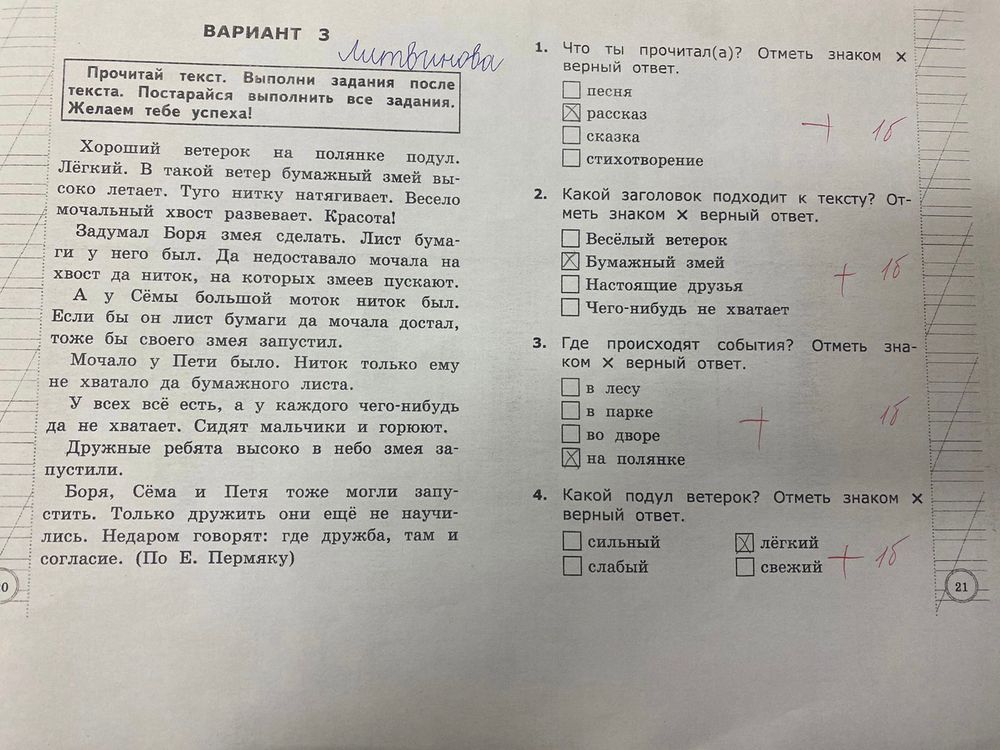 ВАРИАНТ 3
Литвинова
Прочитай текст. Выполни задания после
текста. Постарайся выполнить все задания.
Желаем тебе успеха!
Хороший ветерок на полянке подул.
Лёгкий. В такой ветер бумажный змей вы-
соко летает. Туго нитку натягивает. Весело
мочальный хвост развевает. Красота!
Задумал Боря змея сделать. Лист бума-
ги у него был. Да недоставало мочала на
хвост да ниток, на которых змеев пускают.
А у Сёмы большой моток ниток был.
Если бы он лист бумаги да мочала достал,
тоже бы своего змея запустил.
Мочало у Пети было. Ниток только ему
не хватало да бумажного листа.
У всех всё есть, а у каждого чего-нибудь
да не хватает. Сидят мальчики и горюют.
Дружные ребята высоко в небо змея за-
пустили.
Боря, Сёма и Петя тоже могли запу-
стить. Только дружить они ещё не научи-
лись. Недаром говорят: где дружба, там и
согласие. (По Е. Пермяку)
0
1. Что ты прочитал(а)? Отметь знаком ×
верный ответ.
песня
рассказ
сказка + 1б
стихотворение
2. Какой заголовок подходит к тексту? От-
меть знаком × верный ответ.
Весёлый ветерок
Бумажный змей + 1б
Настоящие друзья
Чего-нибудь не хватает
3. Где происходят события? Отметь зна-
ком × верный ответ.
в лесу
в парке + 1б
во дворе
на полянке
4. Какой подул ветерок? Отметь знаком ×
верный ответ.
сильный лёгкий
слабый свежий + 1б
21